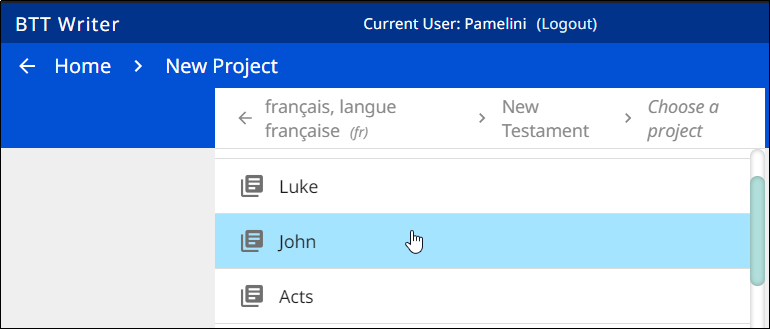 BTT Writer Current User: Pamelini (Logout)
← Home > New Project
← français, langue française (fr) > New Testament > Choose a project
Luke
John
Acts